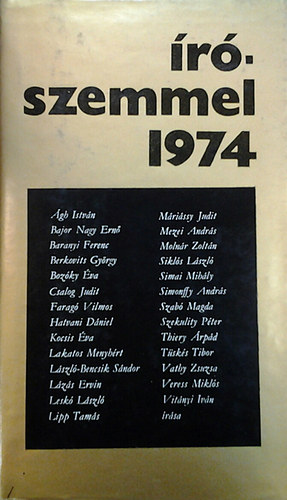 író-
szemmel
1974
Ágh István
Bajor Nagy Ernő
Baranyi Ferenc
Berkovits György
Bozóky Éva
Csalog Judit
Faragó Vilmos
Hatvani Dániel
Kocsis Éva
Lakatos Menyhért
László-Bencsik Sándor
Lázás Ervin
Leskó László
Lipp Tamás
Máriássy Judit
Mezei András
Molnár Zoltán
Siklós László
Simai Mihály
Simonffy András
Szabó Magda
Szekulity Péter
Thiery Árpád
Tüskés Tibor
Vathy Zsuzsa
Veress Miklós
Vitányi Iván
írása